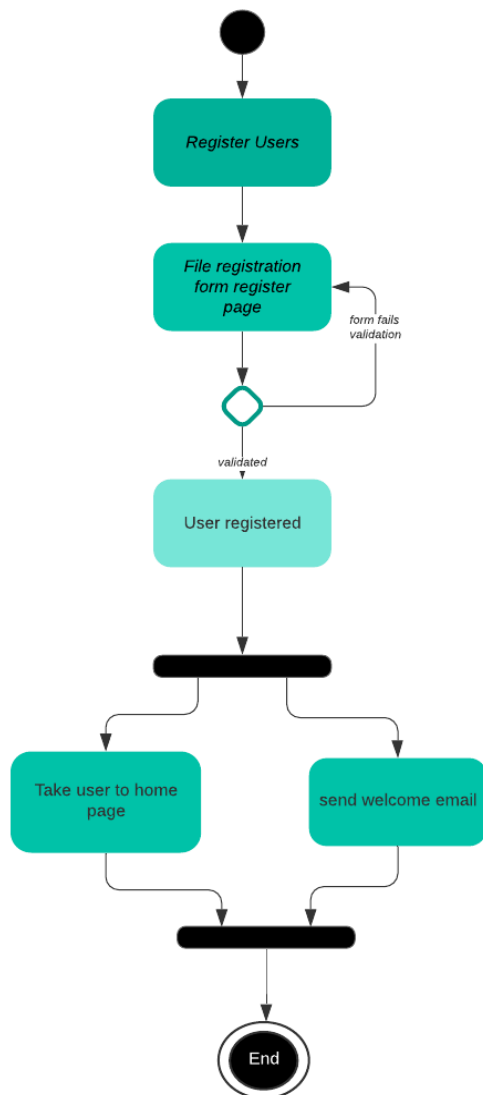 Register Users
File registration
form register
page
form fails
validation
validated
User registered
Take user to home
page
send welcome email
End